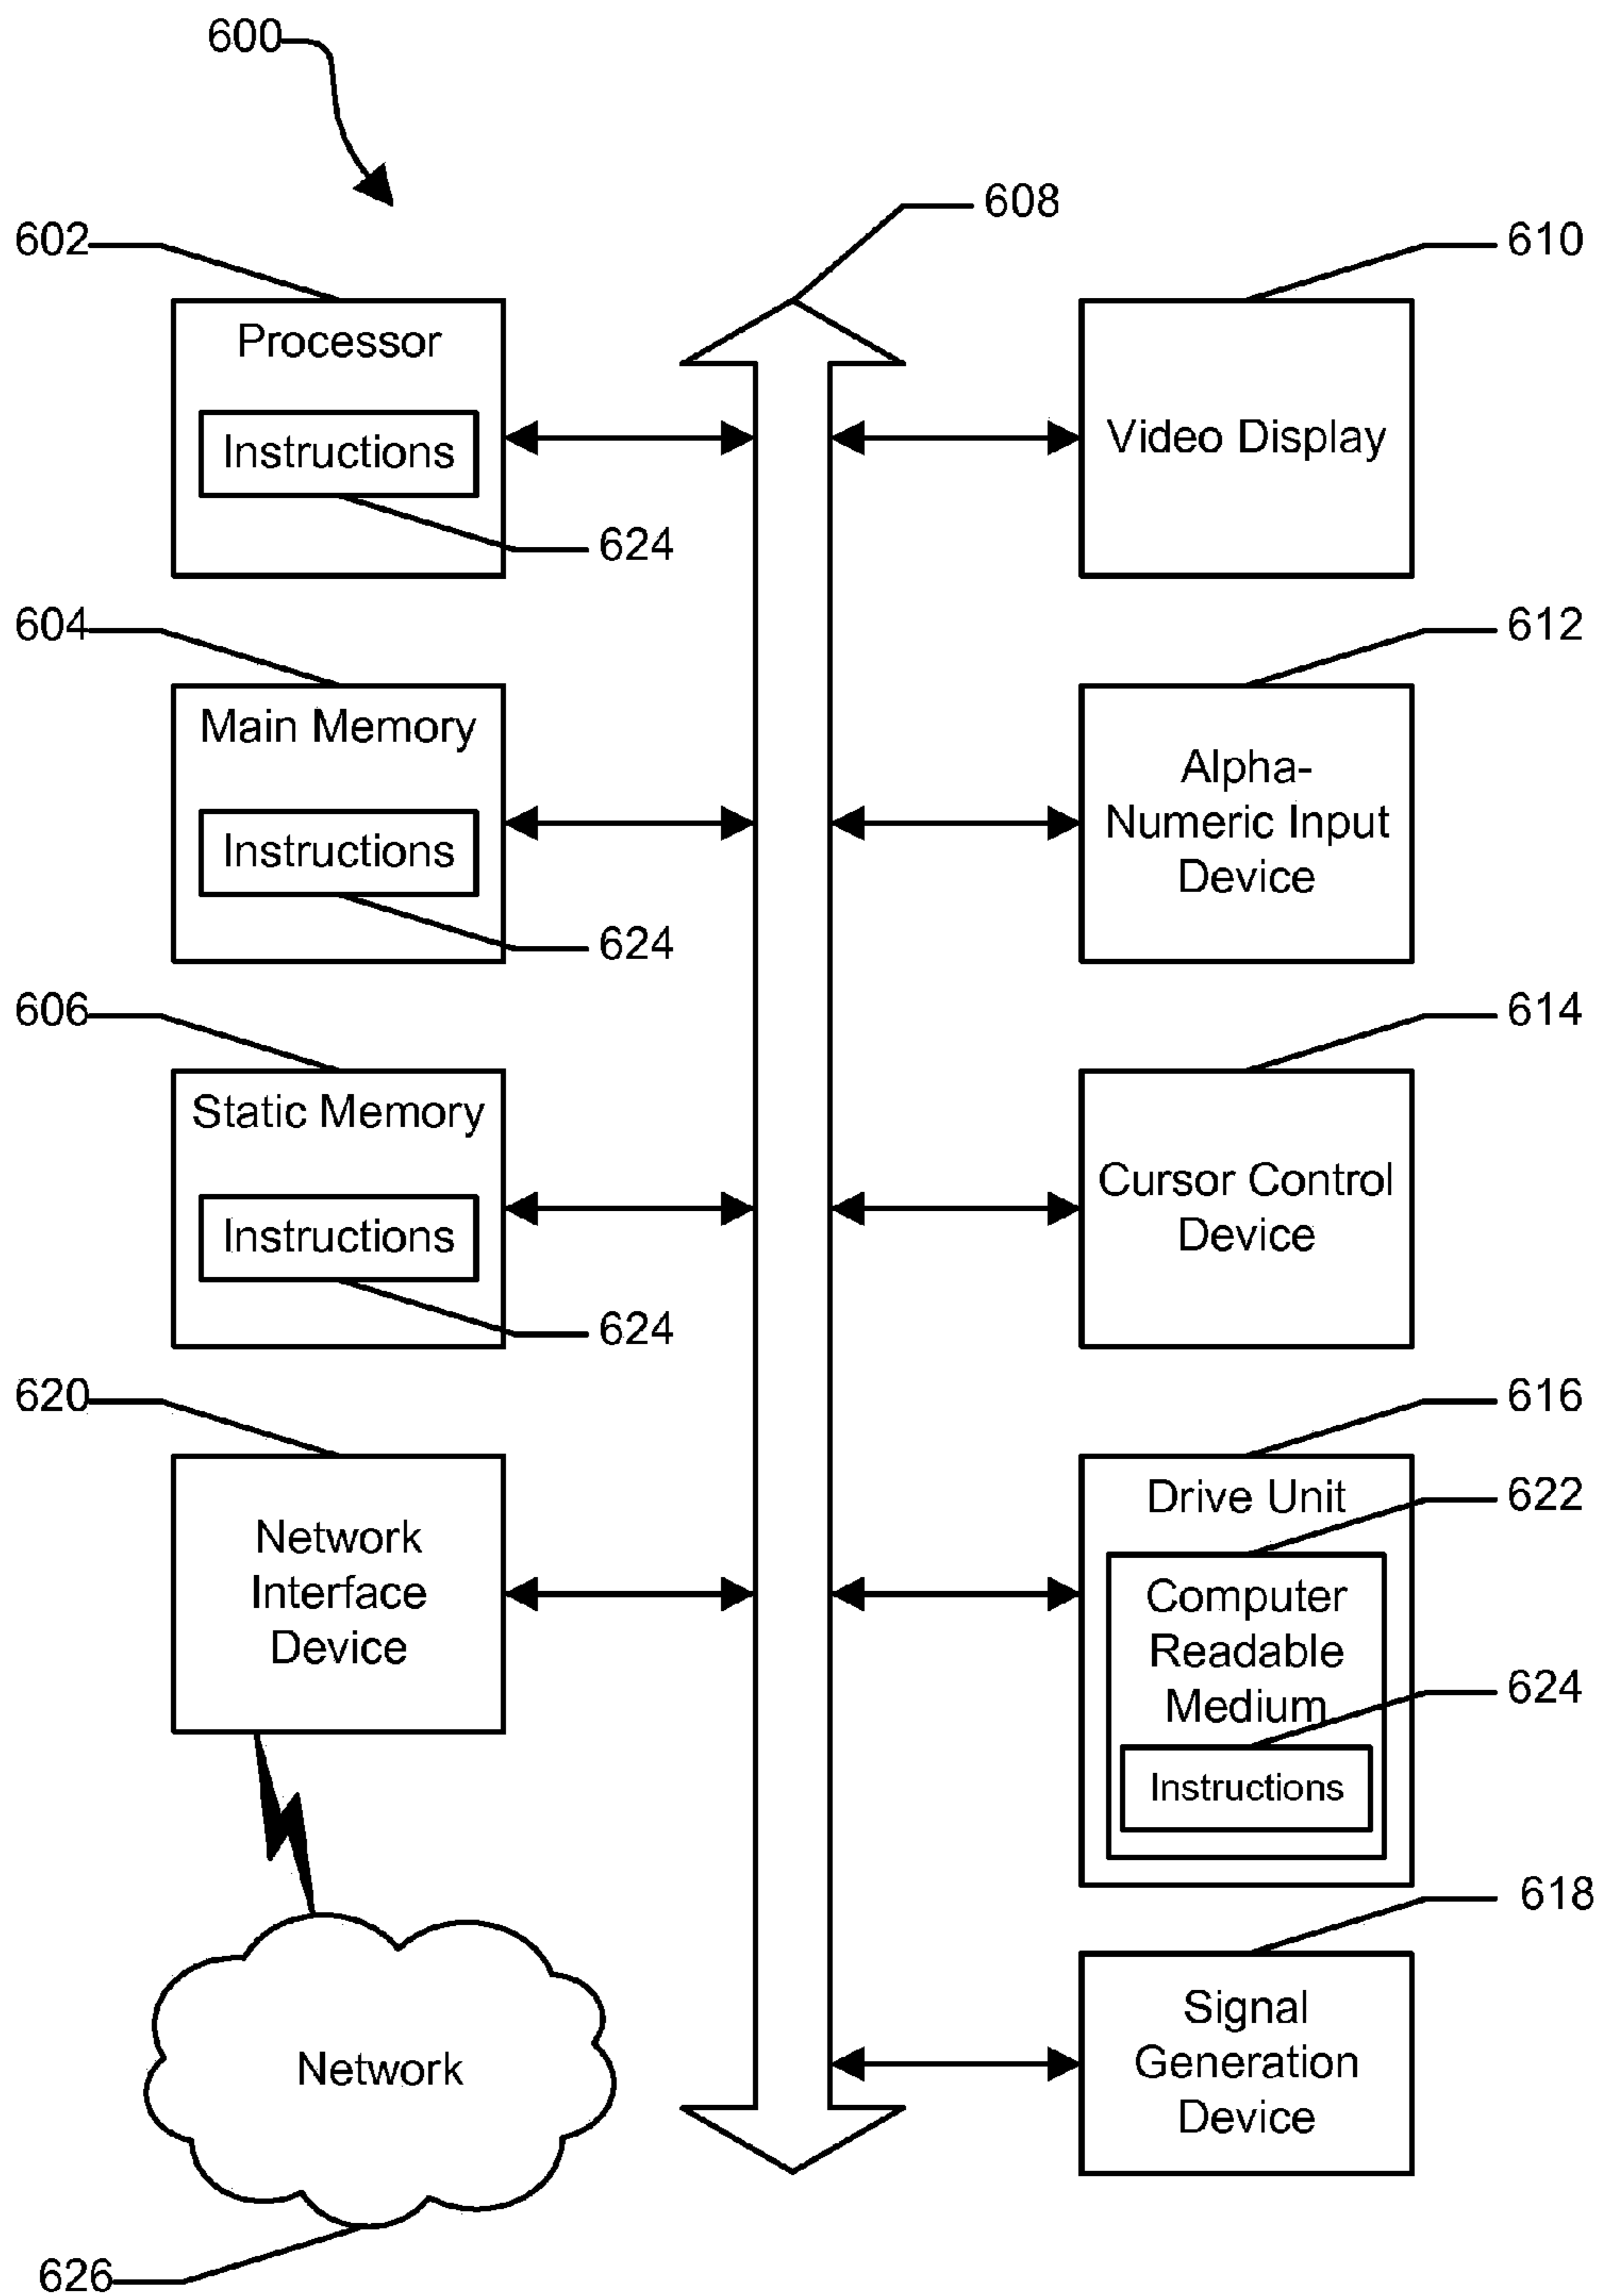 600
608
602
610
Processor
Instructions
624
Video Display
604
612
Main Memory
Instructions
624
Alpha-
Numeric Input
Device
606
614
Static Memory
Instructions
624
Cursor Control
Device
620
616
Network
Interface
Device
Drive Unit
622
Computer
Readable
Medium
624
Instructions
618
Signal
Generation
Device
Network
626